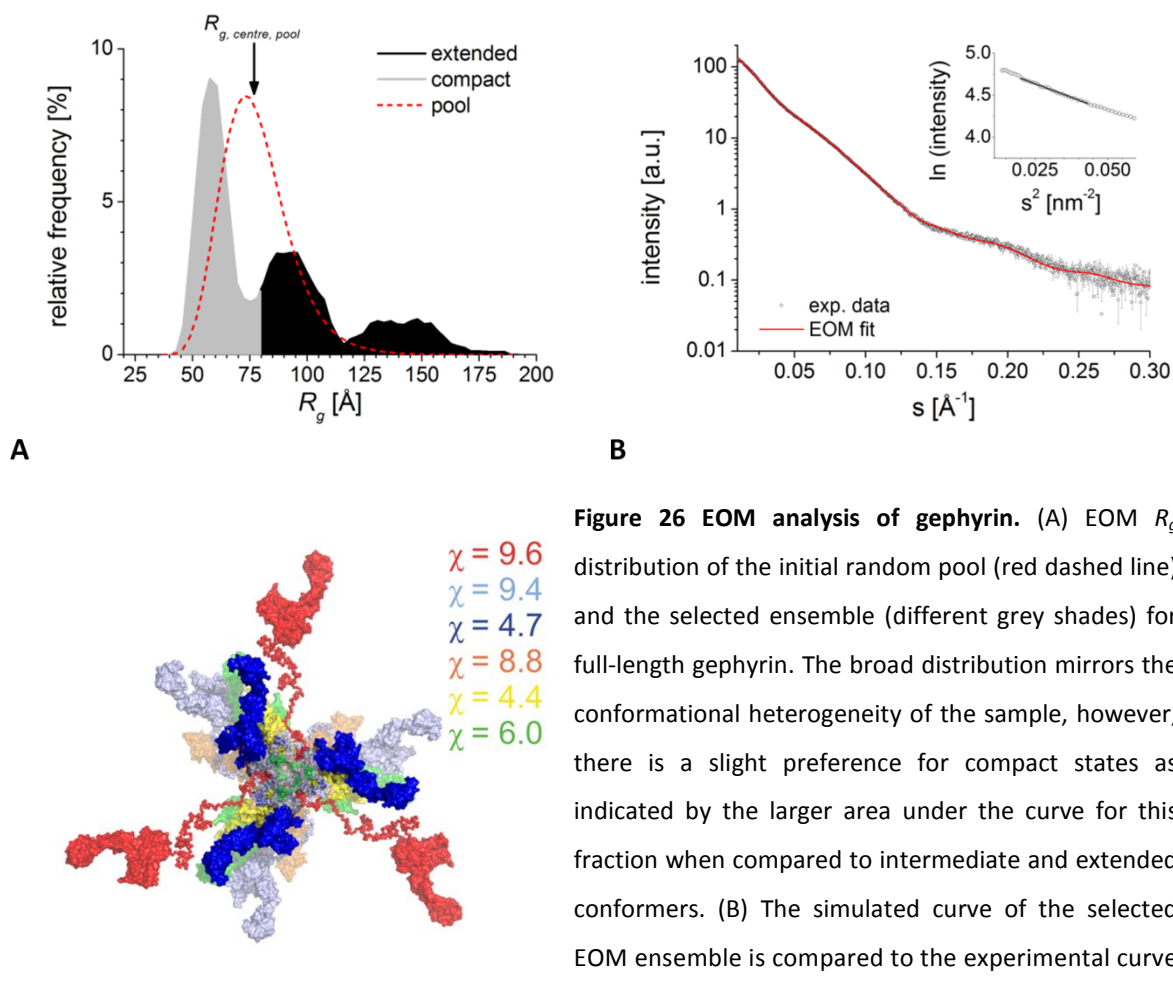 R g, centre, pool
10
5
0
relative frequency [%]
extended
compact
pool
25 50 75 100 125 150 175 200
Rg [Å]
A
100
10
1
0.1
0.01
intensity [a.u.]
exp. data
EOM fit
0.05 0.10 0.15 0.20 0.25 0.30
s [Å-1]
5.0
4.5
4.0
ln (intensity)
0.025 0.050
s2 [nm-2]
B
χ = 9.6
χ = 9.4
χ = 4.7
χ = 8.8
χ = 4.4
χ = 6.0
Figure 26 EOM analysis of gephyrin. (A) EOM Rg
distribution of the initial random pool (red dashed line)
and the selected ensemble (different grey shades) for
full-length gephyrin. The broad distribution mirrors the
conformational heterogeneity of the sample, however,
there is a slight preference for compact states as
indicated by the larger area under the curve for this
fraction when compared to intermediate and extended
conformers. (B) The simulated curve of the selected
EOM ensemble is compared to the experimental curve